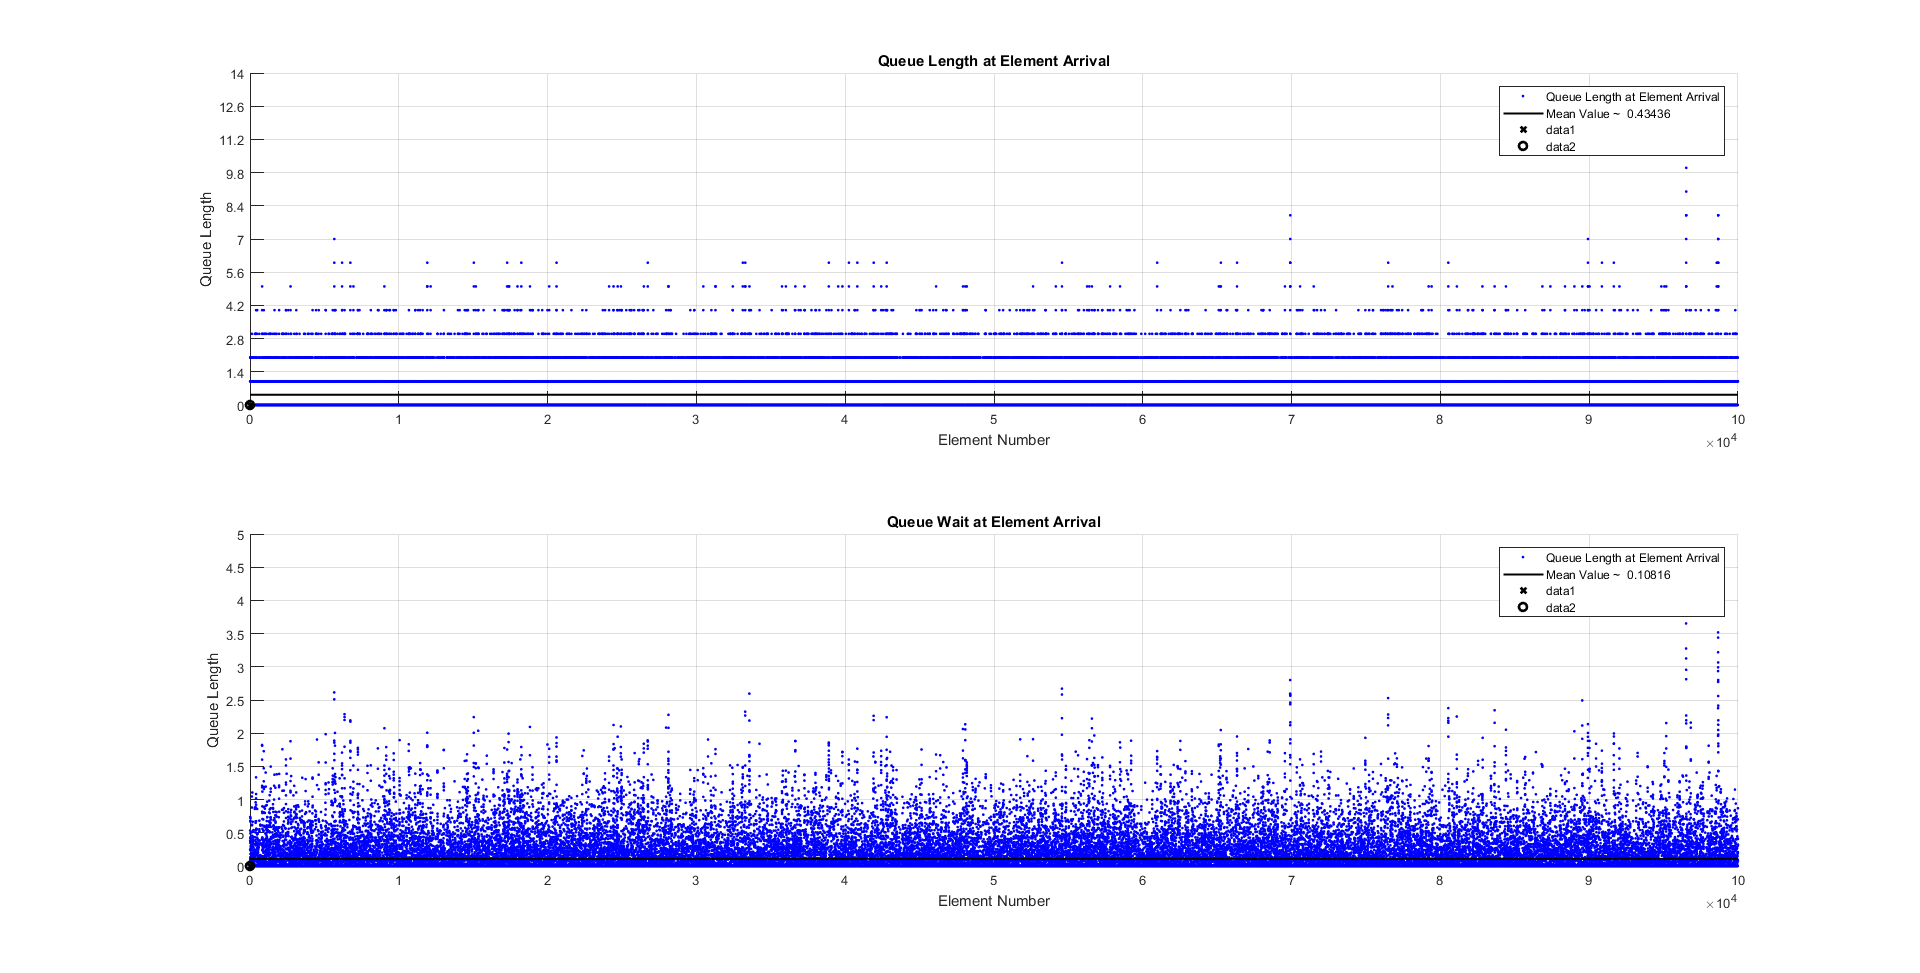 Queue Length at Element Arrival
14
12.6
11.2
9.8
8.4
7
5.6
4.2
2.8
1.4
0
Queue Length
Queue Length at Element Arrival
Mean Value ~ 0.43436
data1
data2
0 1 2 3 4 5 6 7 8 9 10
Element Number
×10^4
Queue Wait at Element Arrival
5
4.5
4
3.5
3
2.5
2
1.5
1
0.5
0
Queue Length
Queue Length at Element Arrival
Mean Value ~ 0.10816
data1
data2
0 1 2 3 4 5 6 7 8 9 10
Element Number
×10^4